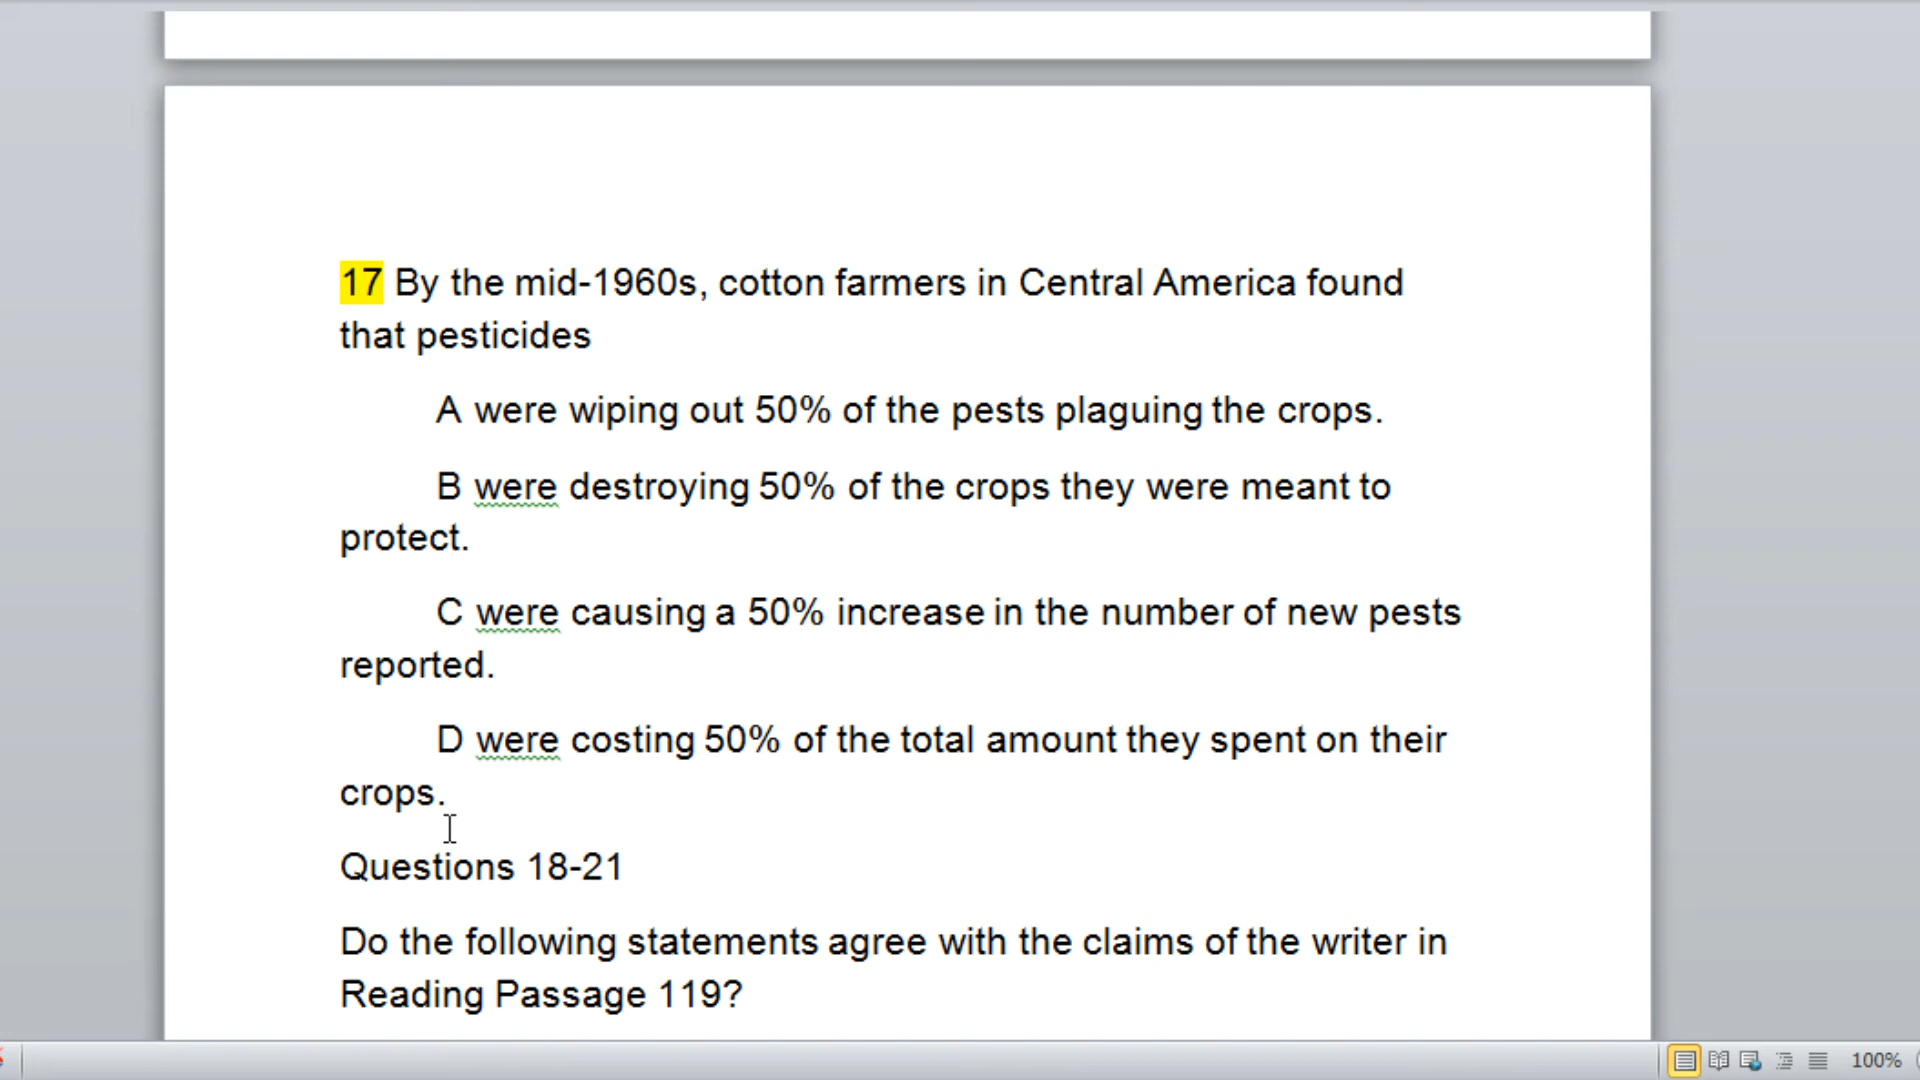 17 By the mid-1960s, cotton farmers in Central America found
that pesticides
A were wiping out 50% of the pests plaguing the crops.
B were destroying 50% of the crops they were meant to
protect.
C were causing a 50% increase in the number of new pests
reported.
D were costing 50% of the total amount they spent on their
crops.
Questions 18-21
Do the following statements agree with the claims of the writer in
Reading Passage 119?
100%